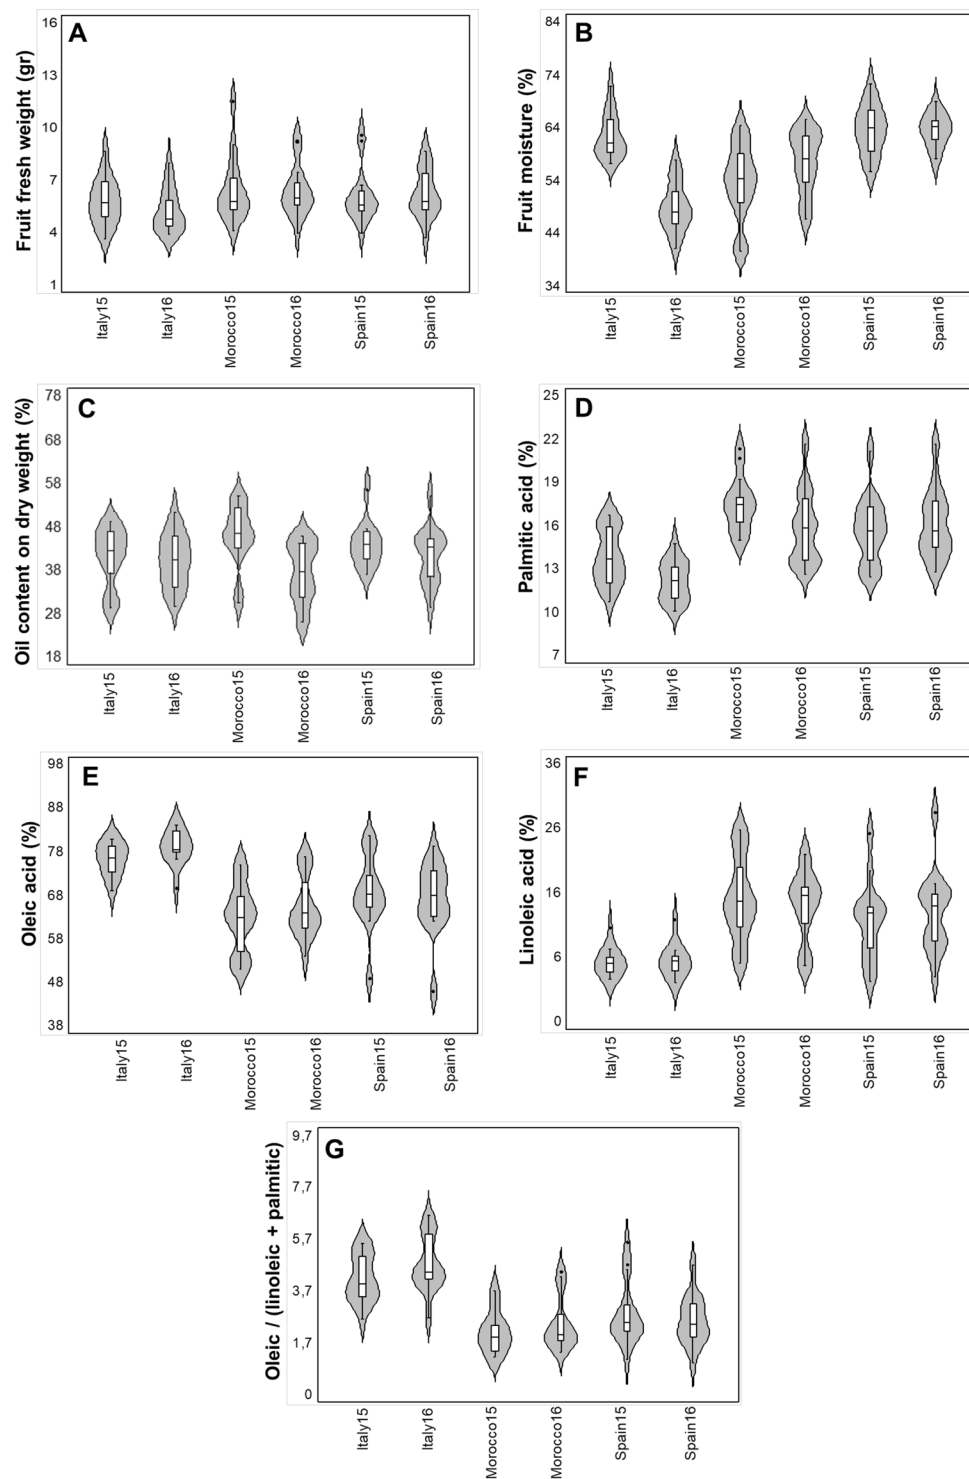 A
Fruit fresh weight (gr)
16
13
10
7
4
1
Italy15
Italy16
Morocco15
Morocco16
Spain15
Spain16
B
Fruit moisture (%)
84
74
64
54
44
34
Italy15
Italy16
Morocco15
Morocco16
Spain15
Spain16
C
Oil content on dry weight (%)
78
68
58
48
38
28
18
Italy15
Italy16
Morocco15
Morocco16
Spain15
Spain16
D
Palmitic acid (%)
25
22
19
16
13
10
7
Italy15
Italy16
Morocco15
Morocco16
Spain15
Spain16
E
Oleic acid (%)
98
88
78
68
58
48
38
Italy15
Italy16
Morocco15
Morocco16
Spain15
Spain16
F
Linoleic acid (%)
36
26
16
6
0
Italy15
Italy16
Morocco15
Morocco16
Spain15
Spain16
G
Oleic / (linoleic + palmitic)
9,7
7,7
5,7
3,7
1,7
0
Italy15
Italy16
Morocco15
Morocco16
Spain15
Spain16